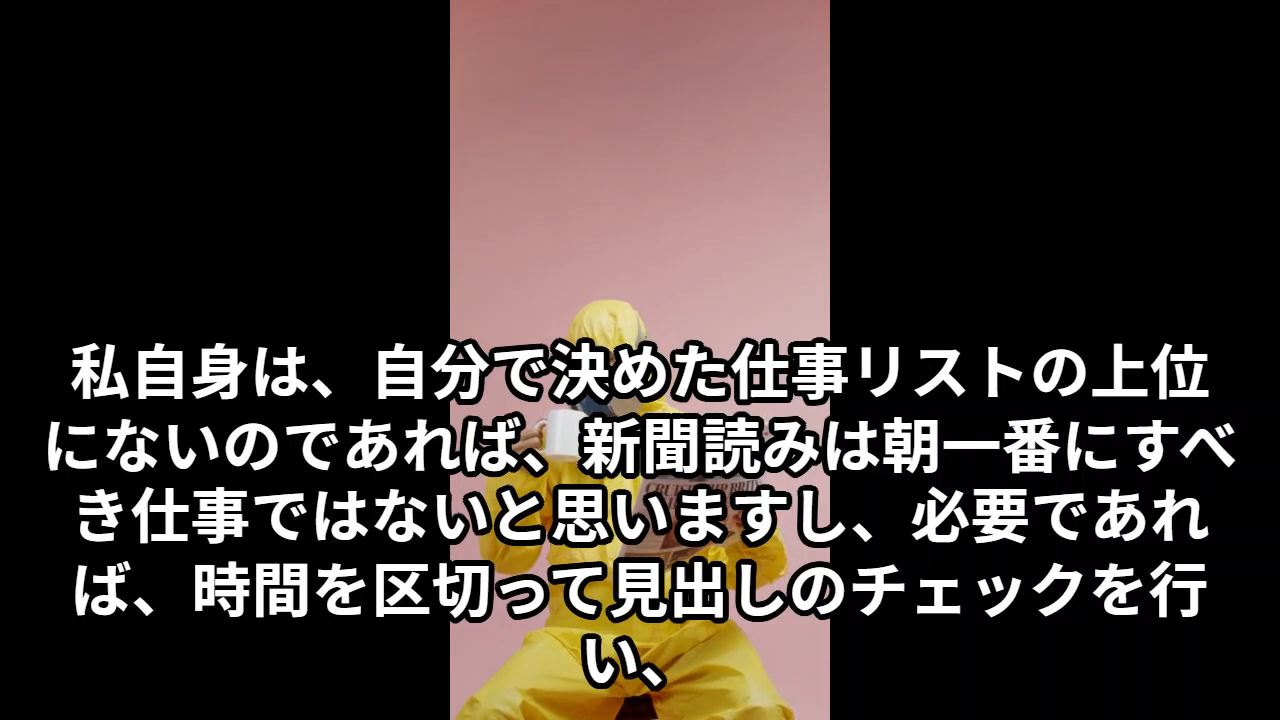 私自身は、自分で決めた仕事リストの上位
にないのであれば、新聞読みは朝一番にすべ
き仕事ではないと思いますし、必要であれ
ば、時間を区切って見出しのチェックを行
い、